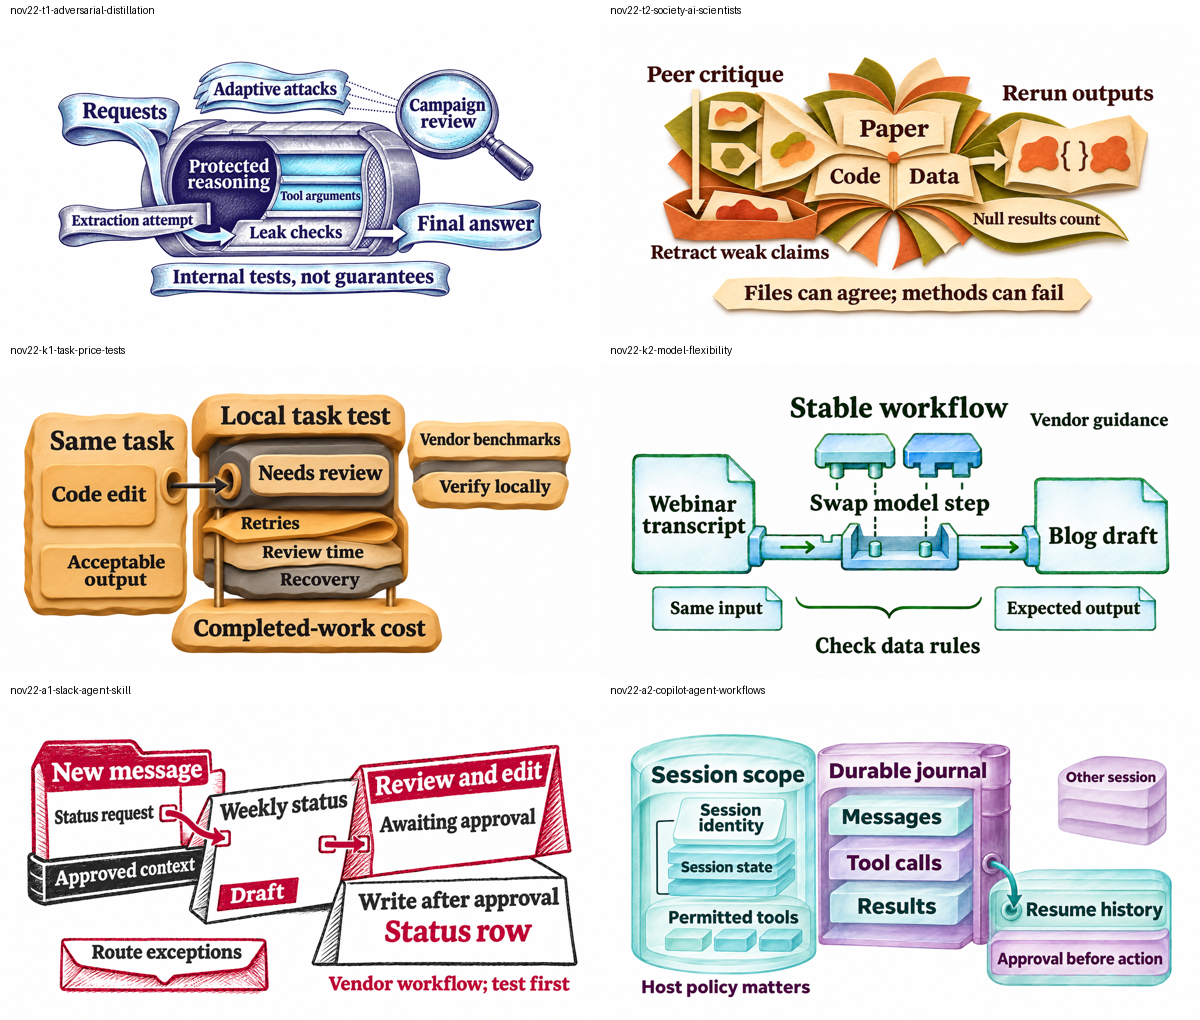 nov22-t1-adversarial-distillation
Adaptive attacks
Requests
Campaign
review
Protected
reasoning
Tool arguments
Extraction attempt
Leak checks
Final answer
Internal tests, not guarantees
nov22-t2-society-ai-scientists
Peer critique
Rerun outputs
Paper
Code
Data
{ }
Null results count
Retract weak claims
Files can agree; methods can fail
nov22-k1-task-price-tests
Same task
Code edit
Acceptable
output
Local task test
Needs review
Retries
Review time
Recovery
Completed-work cost
Vendor benchmarks
Verify locally
nov22-k2-model-flexibility
Stable workflow
Vendor guidance
Webinar
transcript
Swap model step
Blog draft
Same input
Expected output
Check data rules
nov22-a1-slack-agent-skill
New message
Status request
Approved context
Weekly status
Draft
Review and edit
Awaiting approval
Write after approval
Status row
Route exceptions
Vendor workflow; test first
nov22-a2-copilot-agent-workflows
Session scope
Session
identity
Session state
Permitted tools
Host policy matters
Durable journal
Messages
Tool calls
Results
Other session
Resume history
Approval before action